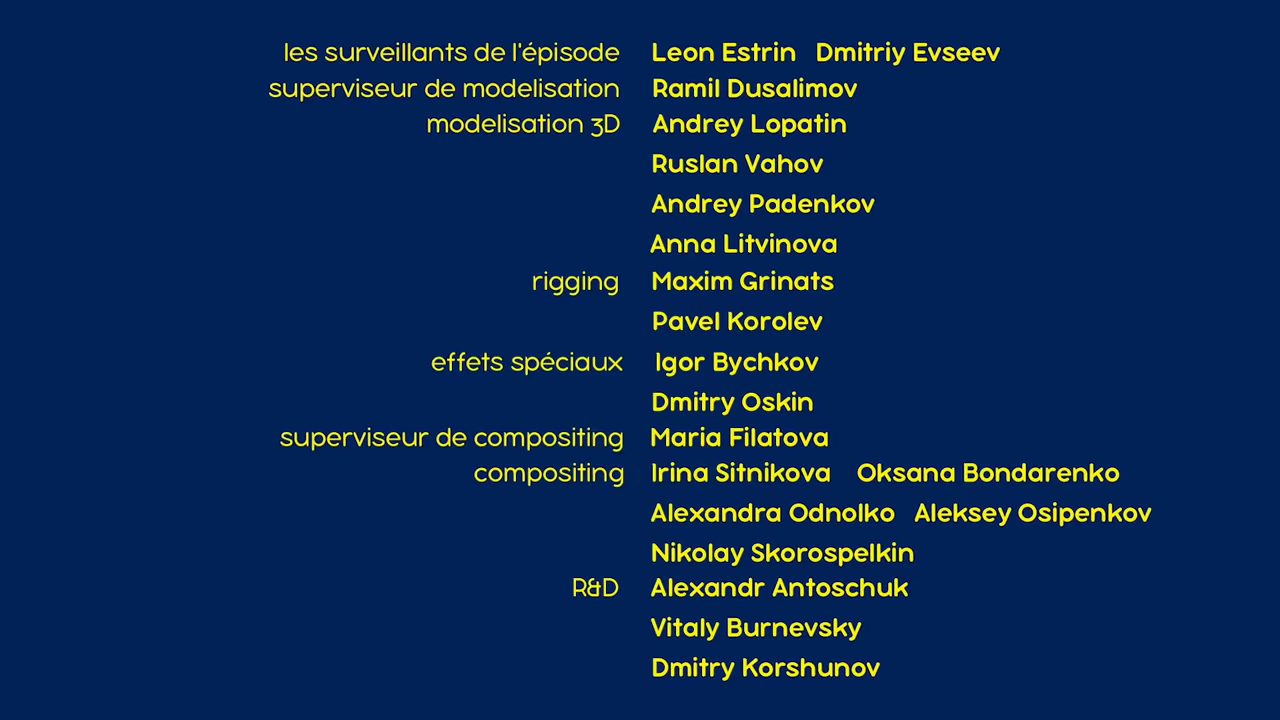 les surveillants de l'épisode Leon Estrin Dmitriy Evseev
superviseur de modelisation Ramil Dusalimov
modelisation 3D Andrey Lopatin
Ruslan Vahov
Andrey Padenkov
Anna Litvinova
rigging Maxim Grinats
Pavel Korolev
effets spéciaux Igor Bychkov
Dmitry Oskin
superviseur de compositing Maria Filatova
compositing Irina Sitnikova Oksana Bondarenko
Alexandra Odnolko Aleksey Osipenkov
Nikolay Skorospelkin
R&D Alexandr Antoschuk
Vitaly Burnevsky
Dmitry Korshunov